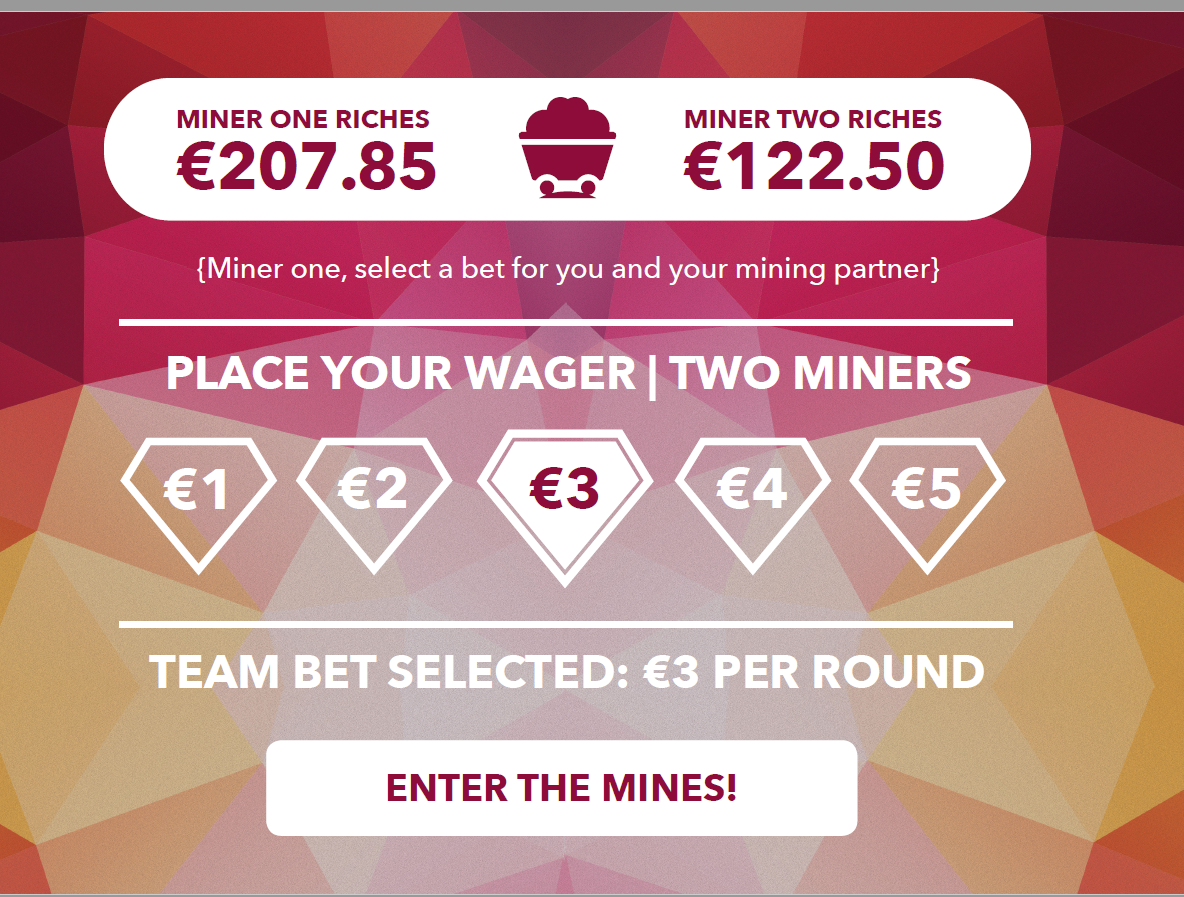 MINER ONE RICHES
€207.85
MINER TWO RICHES
€122.50
{Miner one, select a bet for you and your mining partner}
PLACE YOUR WAGER | TWO MINERS
€1 €2 €3 €4 €5
TEAM BET SELECTED: €3 PER ROUND
ENTER THE MINES!